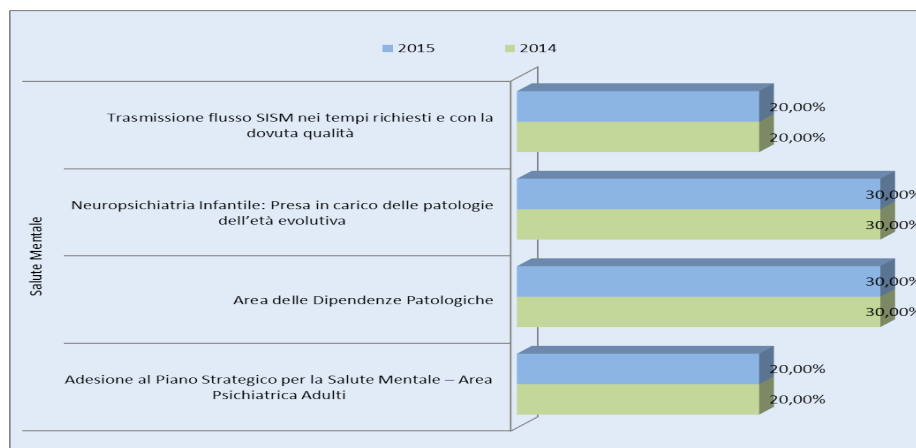 2015 2014
Salute Mentale
Trasmissione flusso SISM nei tempi richiesti e con la
dovuta qualità
20,00%
20,00%
Neuropsichiatria Infantile: Presa in carico delle patologie
dell'età evolutiva
30,00%
30,00%
Area delle Dipendenze Patologiche
30,00%
30,00%
Adesione al Piano Strategico per la Salute Mentale – Area
Psichiatrica Adulti
20,00%
20,00%